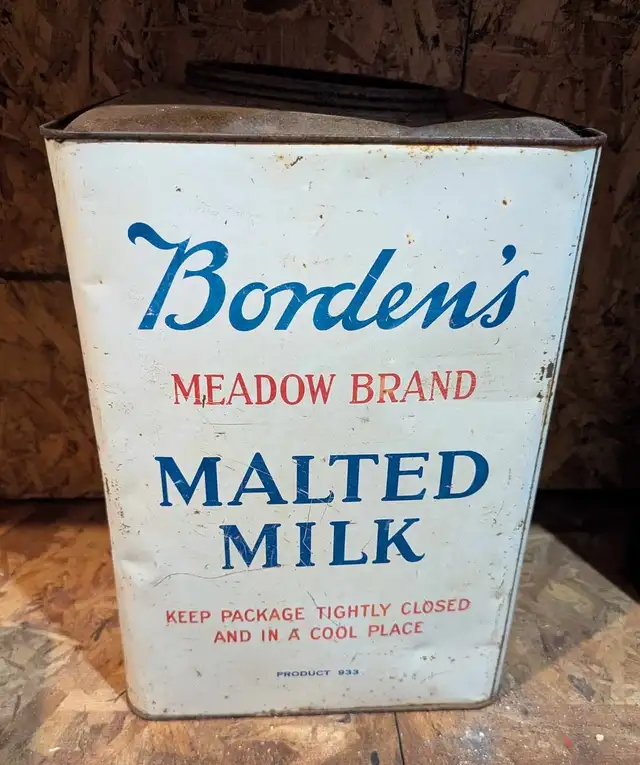 Borden's
MEADOW BRAND
MALTED
MILK
KEEP PACKAGE TIGHTLY CLOSED
AND IN A COOL PLACE
PRODUCT 933